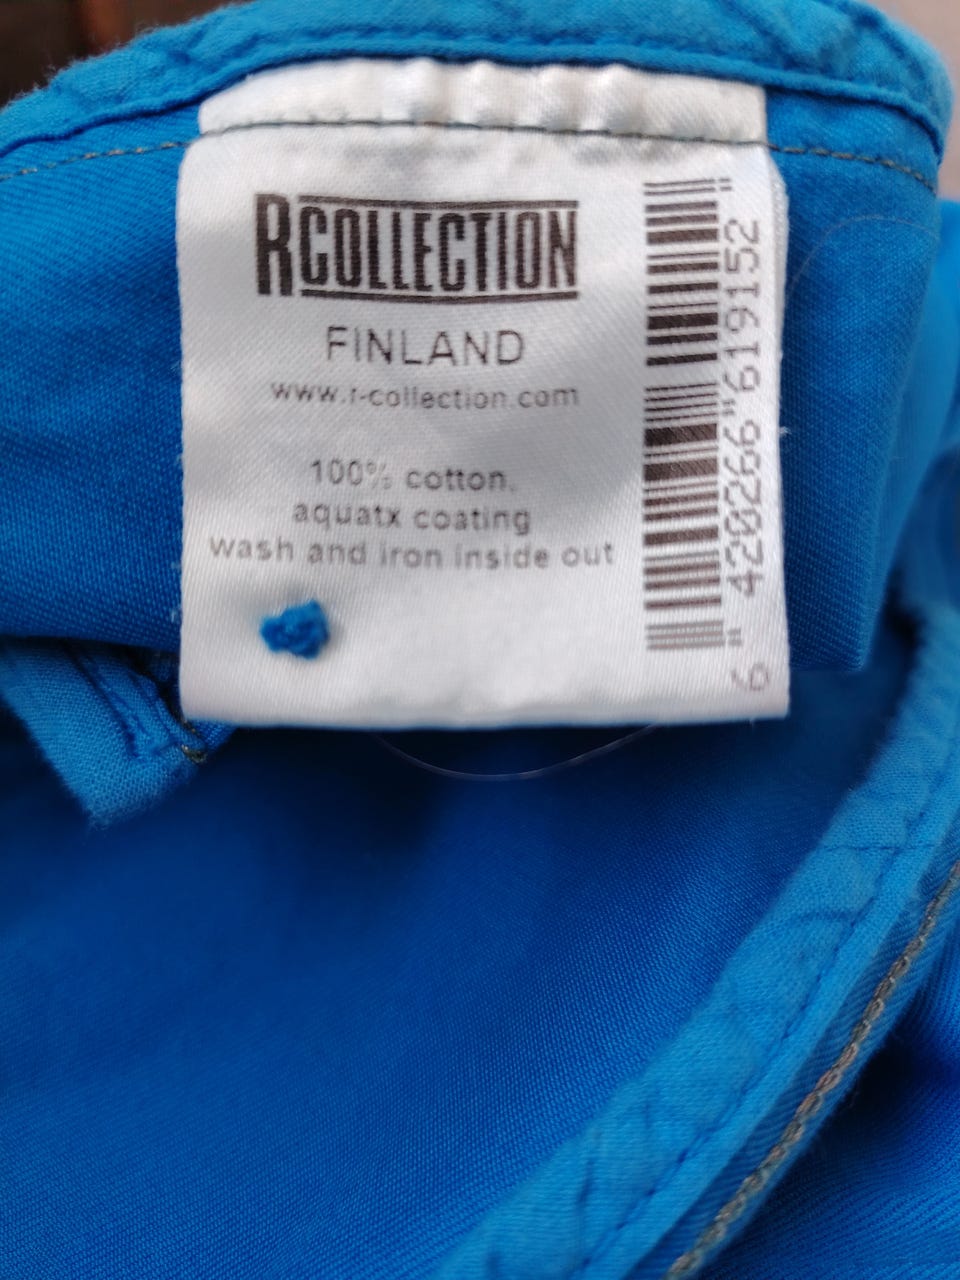 RCOLLECTION
FINLAND
www.r-collection.com
100% cotton,
aquatx coating
wash and iron inside out
6 "420266"619152"